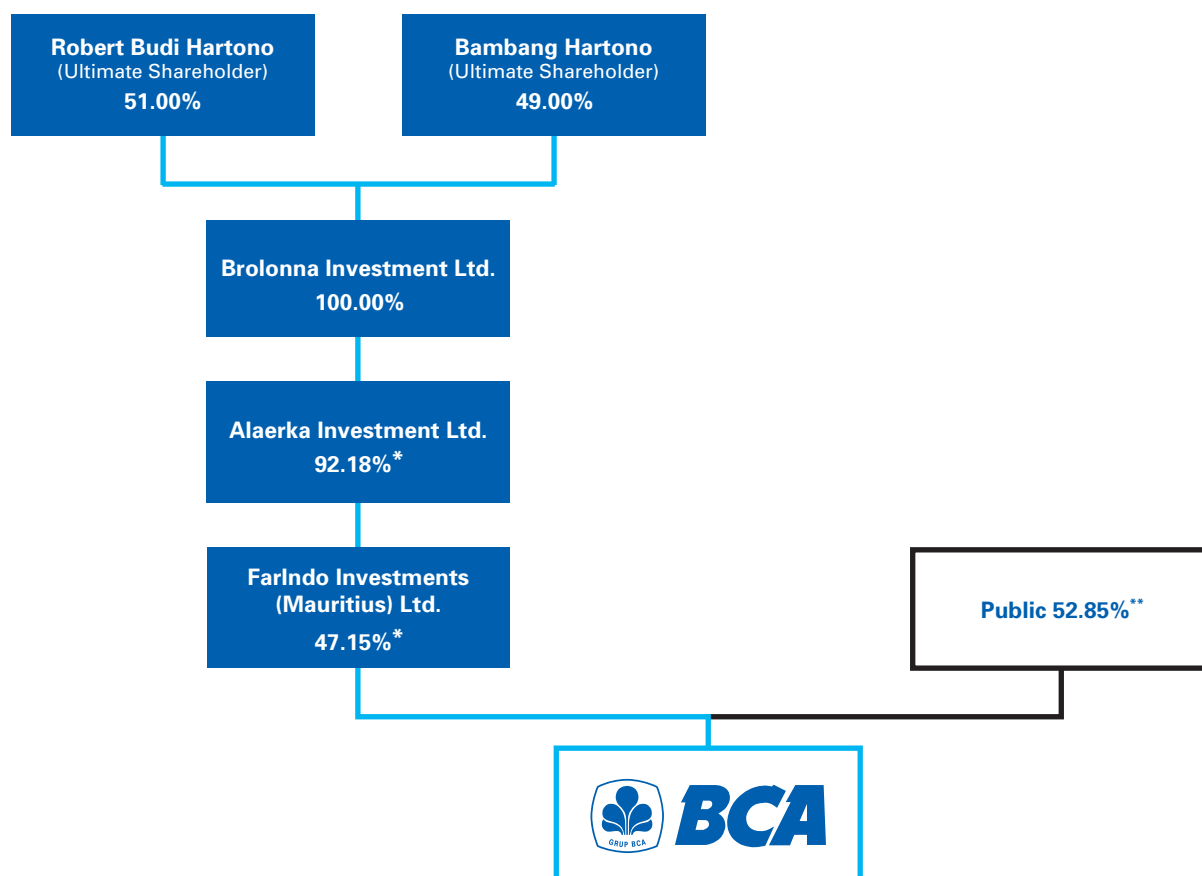 Robert Budi Hartono
(Ultimate Shareholder)
51.00%
Bambang Hartono
(Ultimate Shareholder)
49.00%
Brolonna Investment Ltd.
100.00%
Alaerka Investment Ltd.
92.18%*
FarIndo Investments
(Mauritius) Ltd.
47.15%*
Public 52.85%**
GRUP BCA
BCA